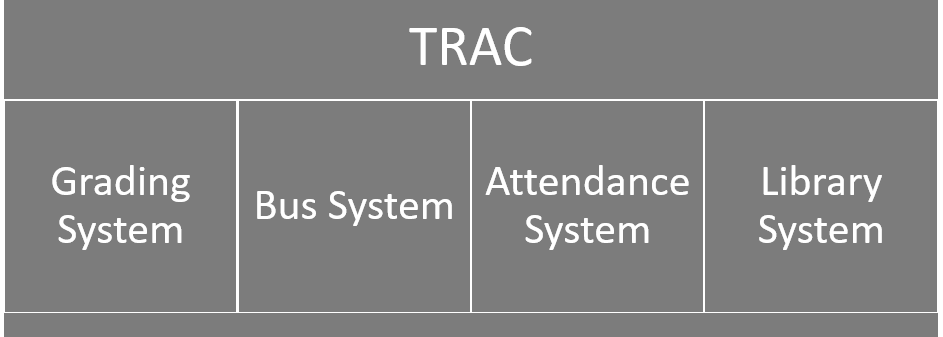 TRAC
Grading
System
Bus System
Attendance
System
Library
System